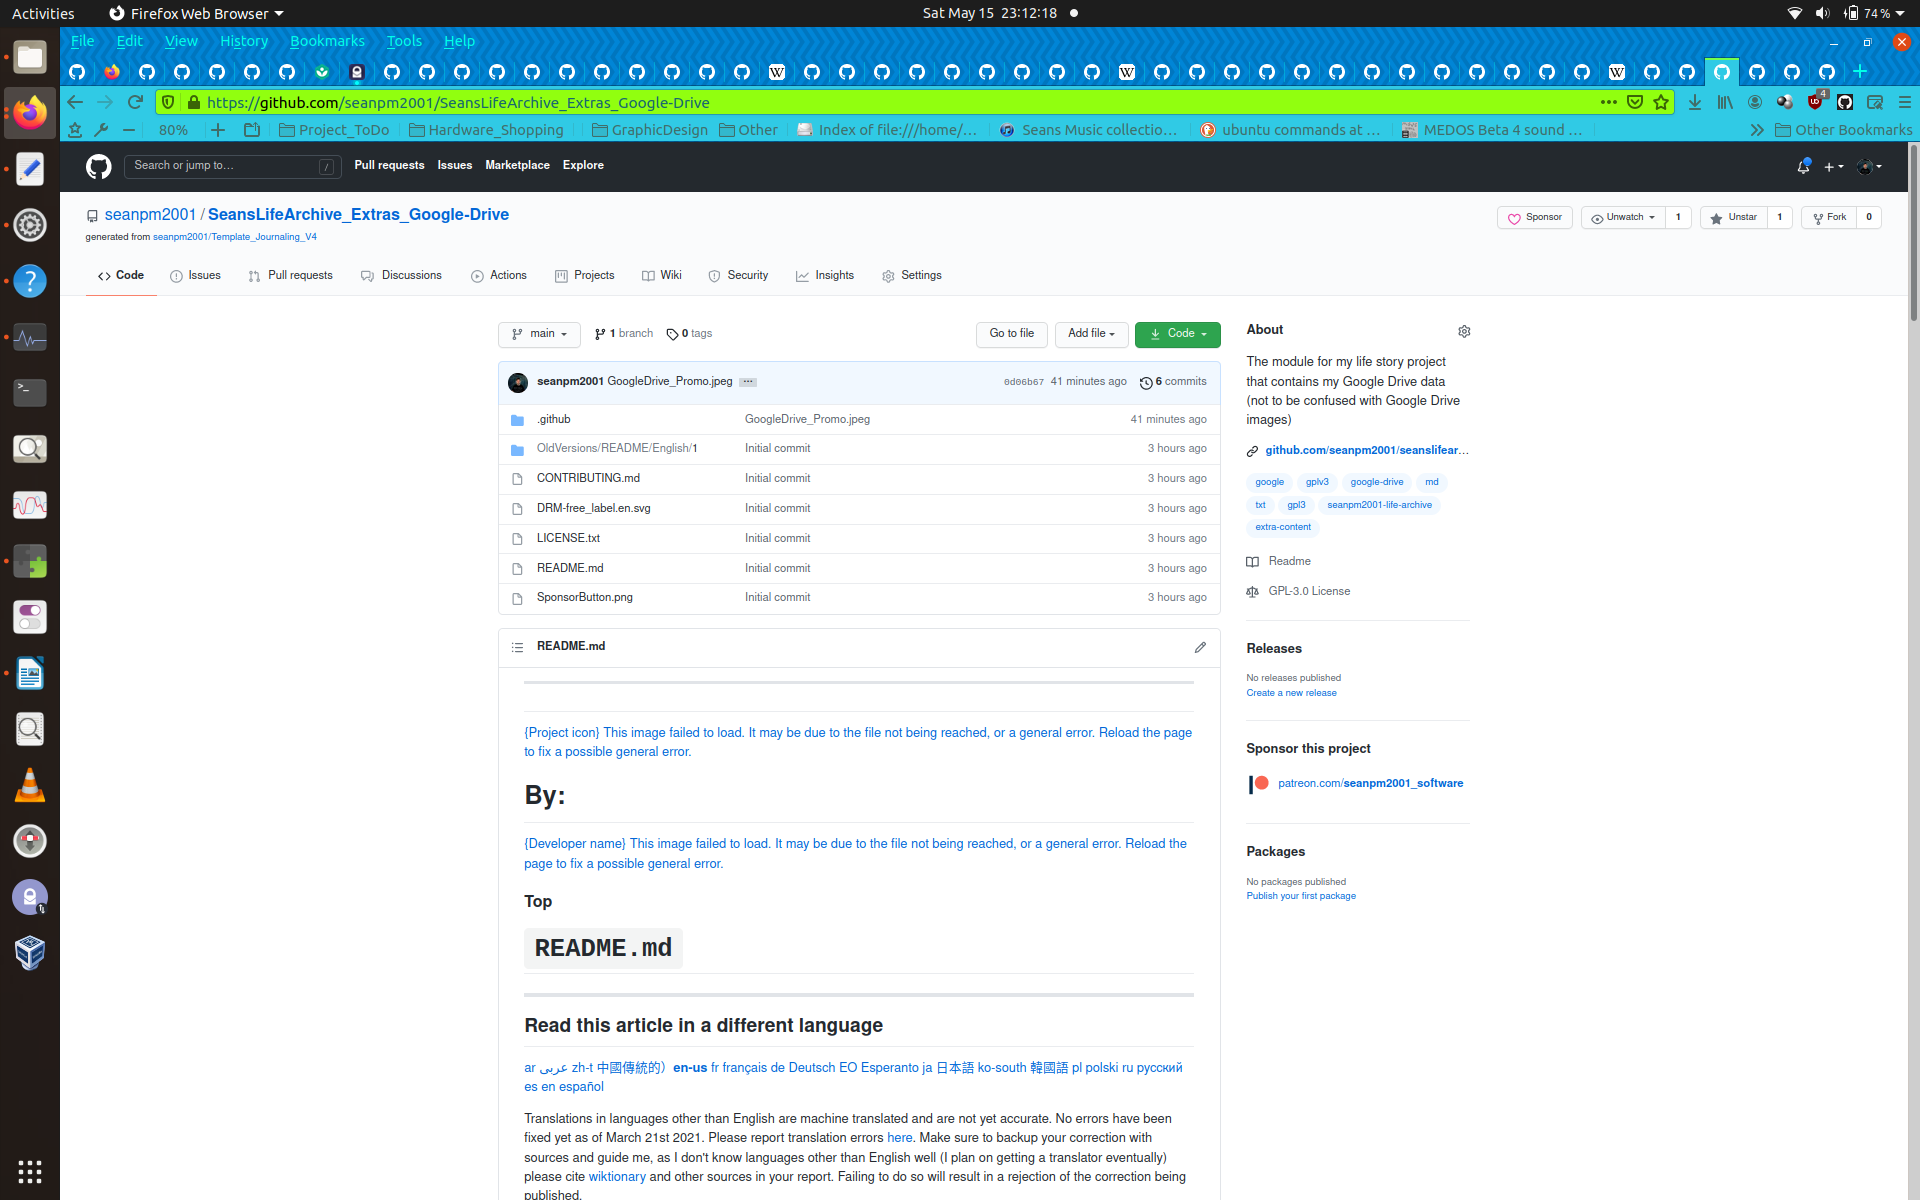 Activities Firefox Web Browser Sat May 15 23:12:18 74 %
File Edit View History Bookmarks Tools Help
https://github.com/seanpm2001/SeansLifeArchive_Extras_Google-Drive 4
80% Project_ToDo Hardware_Shopping GraphicDesign Other Index of file:///home/... Seans Music collectio... ubuntu commands at ... MEDOS Beta 4 sound ... Other Bookmarks
Search or jump to... / Pull requests Issues Marketplace Explore
seanpm2001 / SeansLifeArchive_Extras_Google-Drive Sponsor Unwatch 1 Unstar 1 Fork 0
generated from seanpm2001/Template_Journaling_V4
Code Issues Pull requests Discussions Actions Projects Wiki Security Insights Settings
main 1 branch 0 tags Go to file Add file Code
seanpm2001 GoogleDrive_Promo.jpeg ... 0d06b67 41 minutes ago 6 commits
.github GoogleDrive_Promo.jpeg 41 minutes ago
OldVersions/README/English/1 Initial commit 3 hours ago
CONTRIBUTING.md Initial commit 3 hours ago
DRM-free_label.en.svg Initial commit 3 hours ago
LICENSE.txt Initial commit 3 hours ago
README.md Initial commit 3 hours ago
SponsorButton.png Initial commit 3 hours ago
README.md
{Project icon} This image failed to load. It may be due to the file not being reached, or a general error. Reload the page
to fix a possible general error.
By:
{Developer name} This image failed to load. It may be due to the file not being reached, or a general error. Reload the
page to fix a possible general error.
Top
README.md
Read this article in a different language
ar عربى zh-t 中國傳統的）en-us fr français de Deutsch EO Esperanto ja 日本語 ko-south 韓國語 pl polski ru русский
es en español
Translations in languages other than English are machine translated and are not yet accurate. No errors have been
fixed yet as of March 21st 2021. Please report translation errors here. Make sure to backup your correction with
sources and guide me, as I don't know languages other than English well (I plan on getting a translator eventually)
please cite wiktionary and other sources in your report. Failing to do so will result in a rejection of the correction being
published.
About
The module for my life story project
that contains my Google Drive data
(not to be confused with Google Drive
images)
github.com/seanpm2001/seanslifear...
google gplv3 google-drive md
txt gpl3 seanpm2001-life-archive
extra-content
Readme
GPL-3.0 License
Releases
No releases published
Create a new release
Sponsor this project
patreon.com/seanpm2001_software
Packages
No packages published
Publish your first package